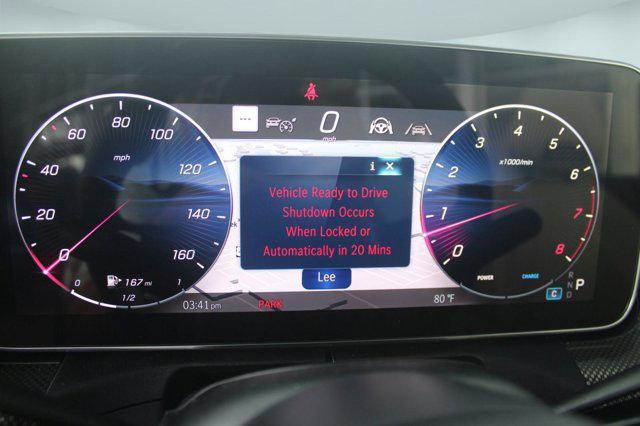 60 80 100
40 mph 120
20 140
0 160
0 167 mi 1
1/2
--- 0
mph
i X
Vehicle Ready to Drive
Shutdown Occurs
When Locked or
Automatically in 20 Mins
Lee
3 4 5
2 x1000/min 6
1 7
0 8
POWER CHARGE
R
N
D
P
C
03:41 pm PARK 80 °F